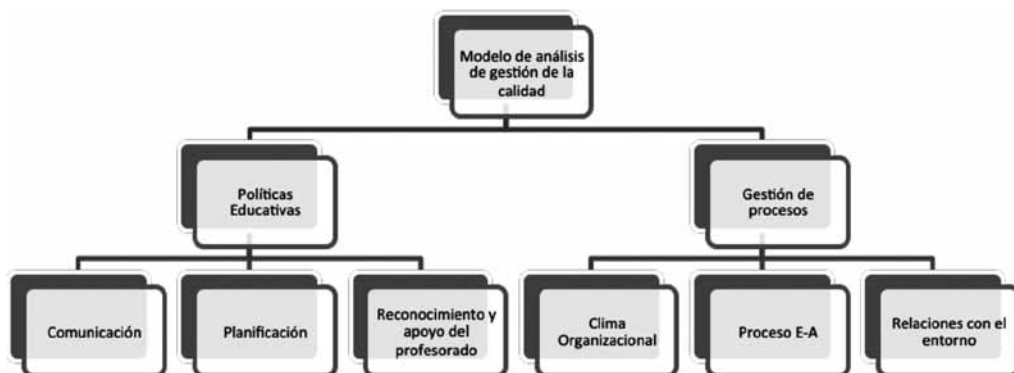 Modelo de análisis
de gestión de la
calidad
Políticas
Educativas
Gestión de
procesos
Comunicación
Planificación
Reconocimiento y
apoyo del
profesorado
Clima
Organizacional
Proceso E-A
Relaciones con el
entorno